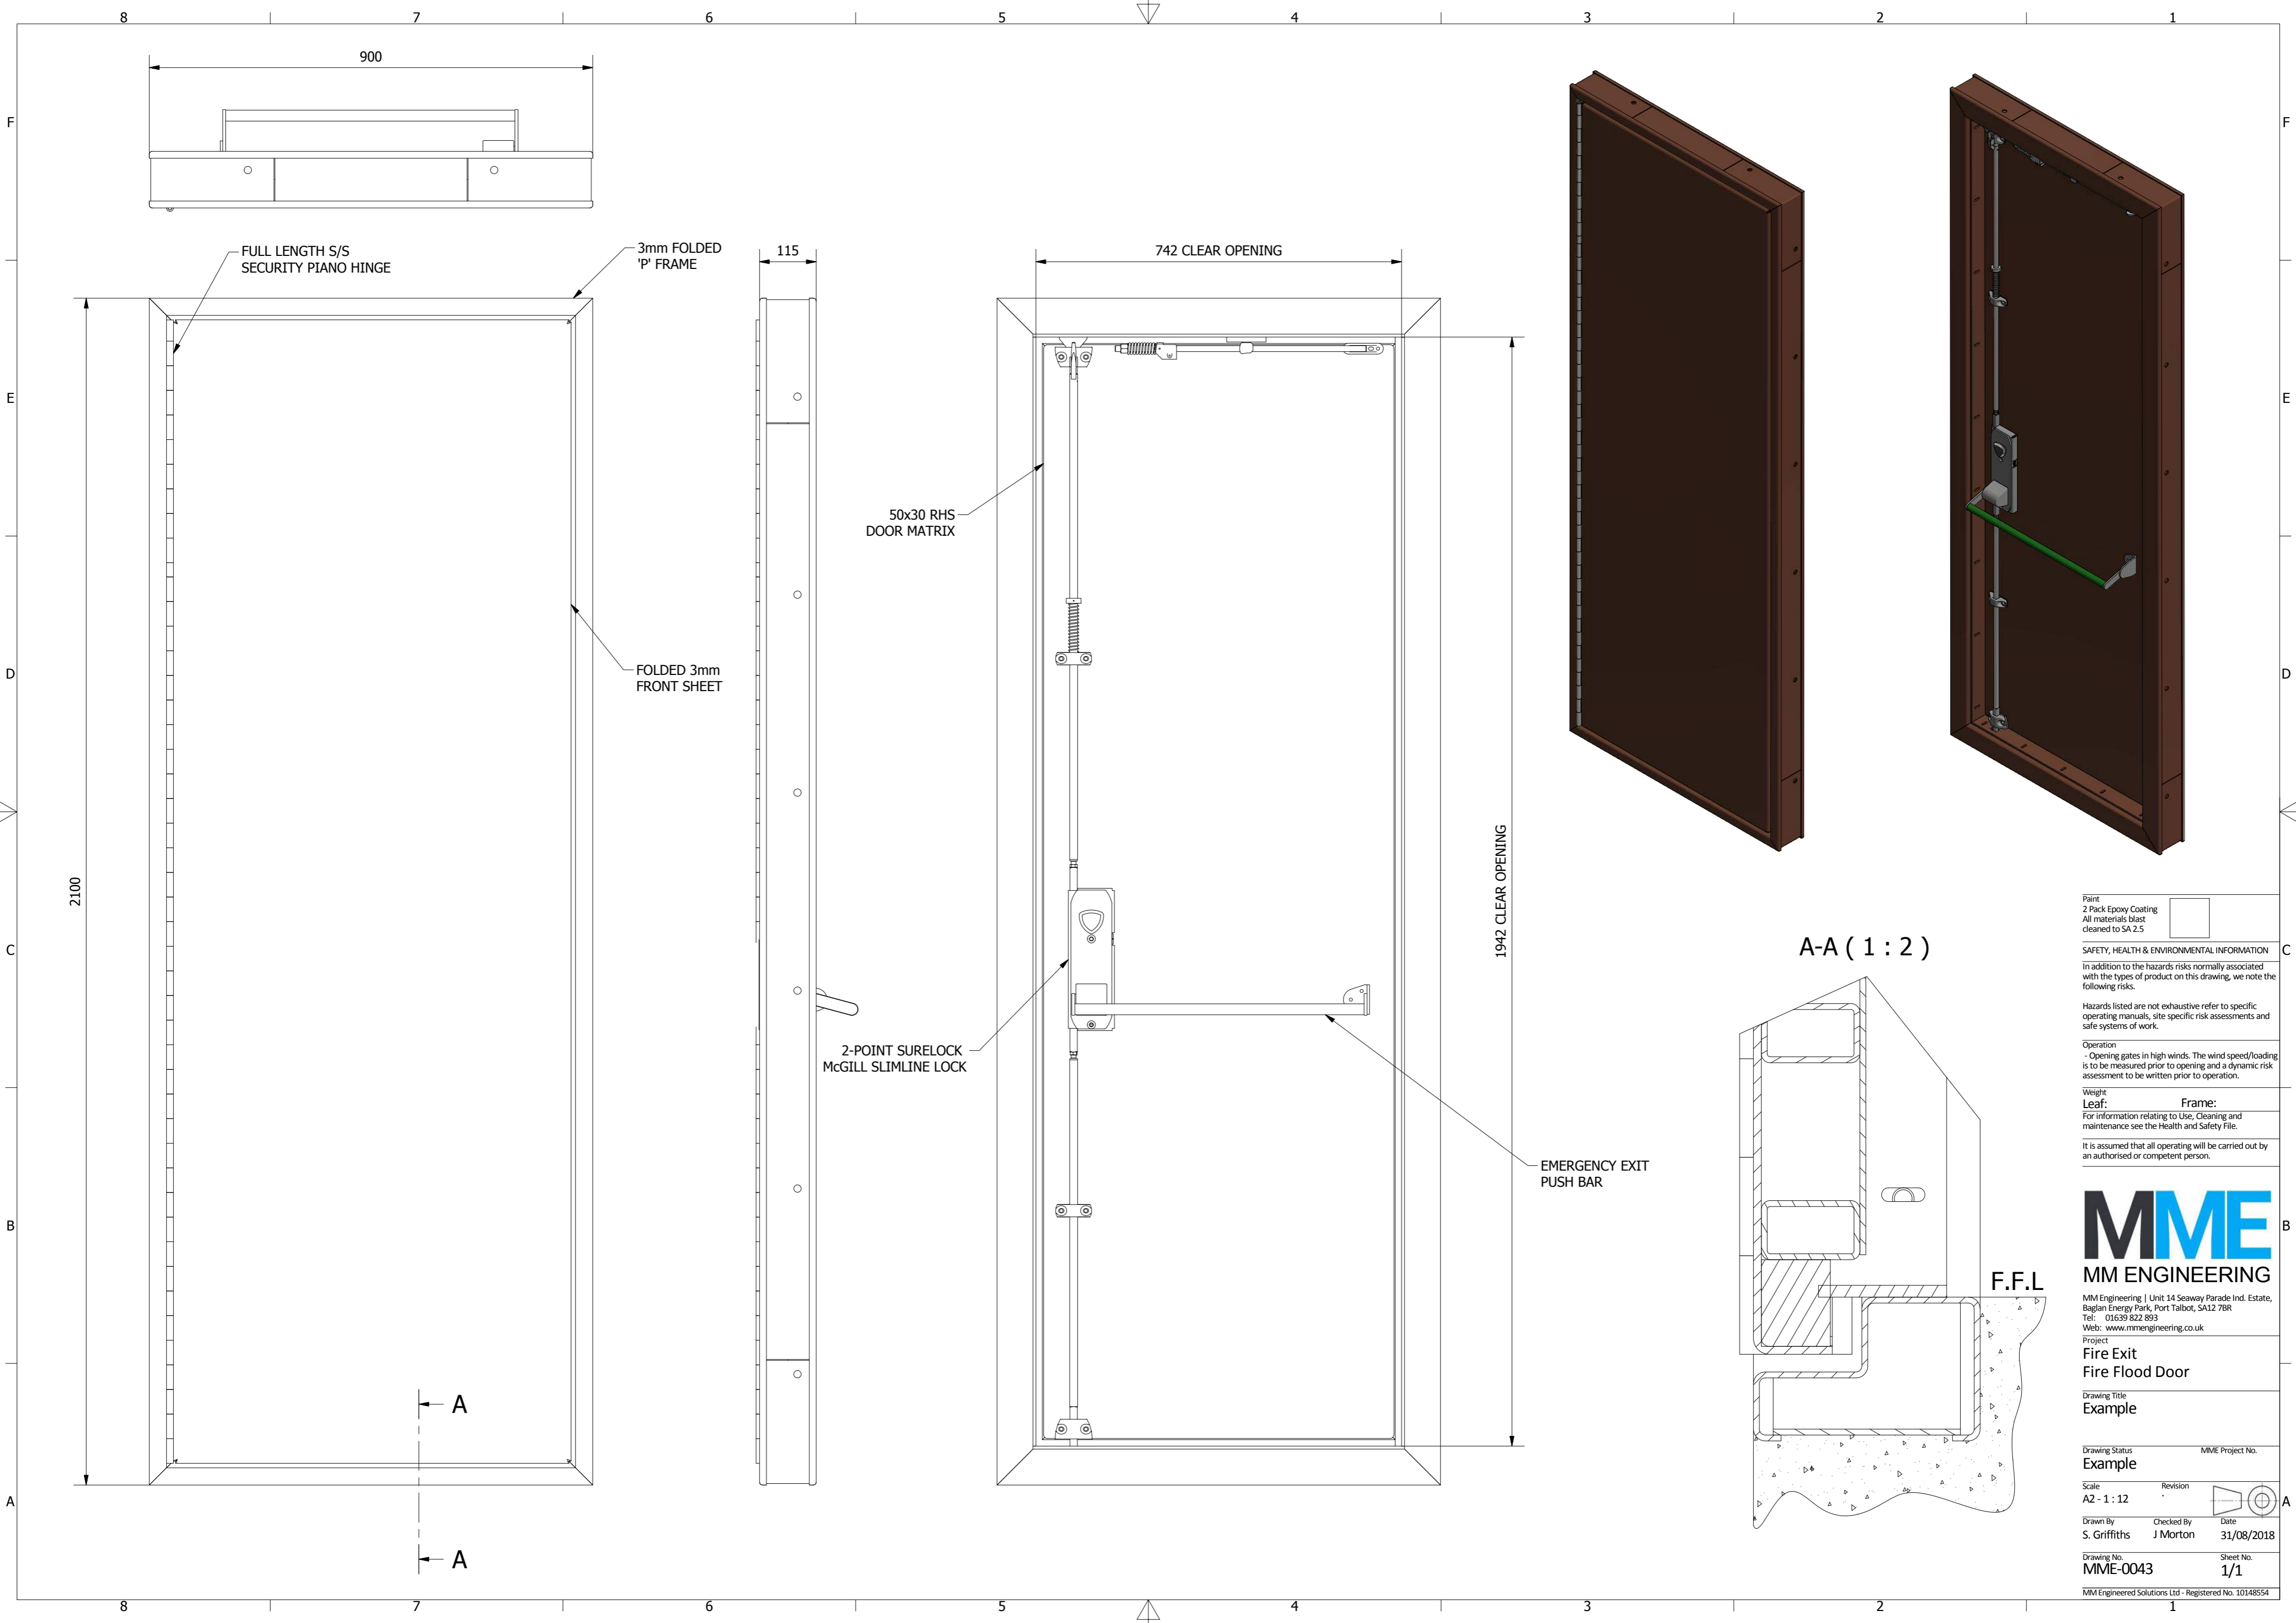 8 7 6 5 4 3 2 1
F F
E E
D D
C C
B B
A A
900
FULL LENGTH S/S
SECURITY PIANO HINGE
3mm FOLDED
'P' FRAME
115
742 CLEAR OPENING
50x30 RHS
DOOR MATRIX
FOLDED 3mm
FRONT SHEET
2100
1942 CLEAR OPENING
2-POINT SURELOCK
McGILL SLIMLINE LOCK
EMERGENCY EXIT
PUSH BAR
A
A
A-A ( 1 : 2 )
F.F.L
Paint
2 Pack Epoxy Coating
All materials blast
cleaned to SA 2.5
SAFETY, HEALTH & ENVIRONMENTAL INFORMATION
In addition to the hazards risks normally associated
with the types of product on this drawing, we note the
following risks.
Hazards listed are not exhaustive refer to specific
operating manuals, site specific risk assessments and
safe systems of work.
Operation
- Opening gates in high winds. The wind speed/loading
is to be measured prior to opening and a dynamic risk
assessment to be written prior to operation.
Weight
Leaf: Frame:
For information relating to Use, Cleaning and
maintenance see the Health and Safety File.
It is assumed that all operating will be carried out by
an authorised or competent person.
MME
MM ENGINEERING
MM Engineering | Unit 14 Seaway Parade Ind. Estate,
Baglan Energy Park, Port Talbot, SA12 7BR
Tel: 01639 822 893
Web: www.mmengineering.co.uk
Project
Fire Exit
Fire Flood Door
Drawing Title
Example
Drawing Status MME Project No.
Example
Scale Revision
A2 - 1 : 12 .
Drawn By Checked By Date
S. Griffiths J Morton 31/08/2018
Drawing No. Sheet No.
MME-0043 1/1
MM Engineered Solutions Ltd - Registered No. 10148554
8 7 6 5 4 3 2 1